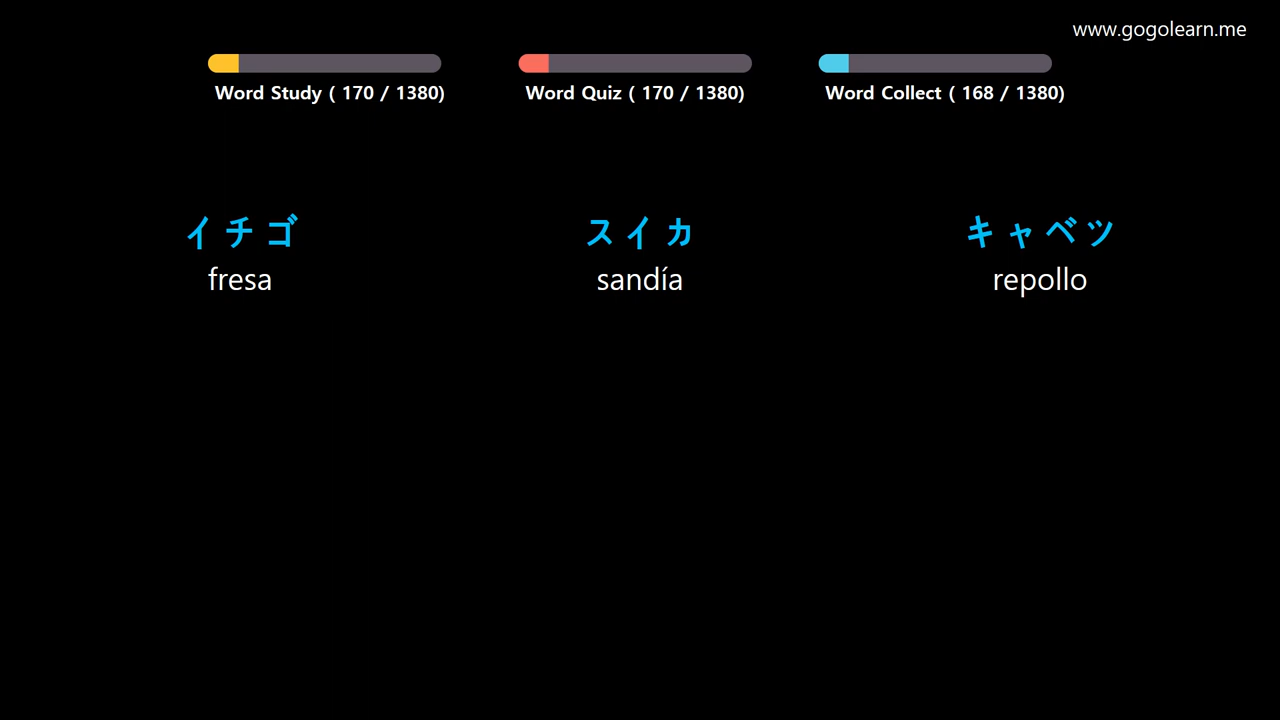 www.gogolearn.me
Word Study ( 170 / 1380)
Word Quiz ( 170 / 1380)
Word Collect ( 168 / 1380)
イチゴ
fresa
スイカ
sandía
キャベツ
repollo